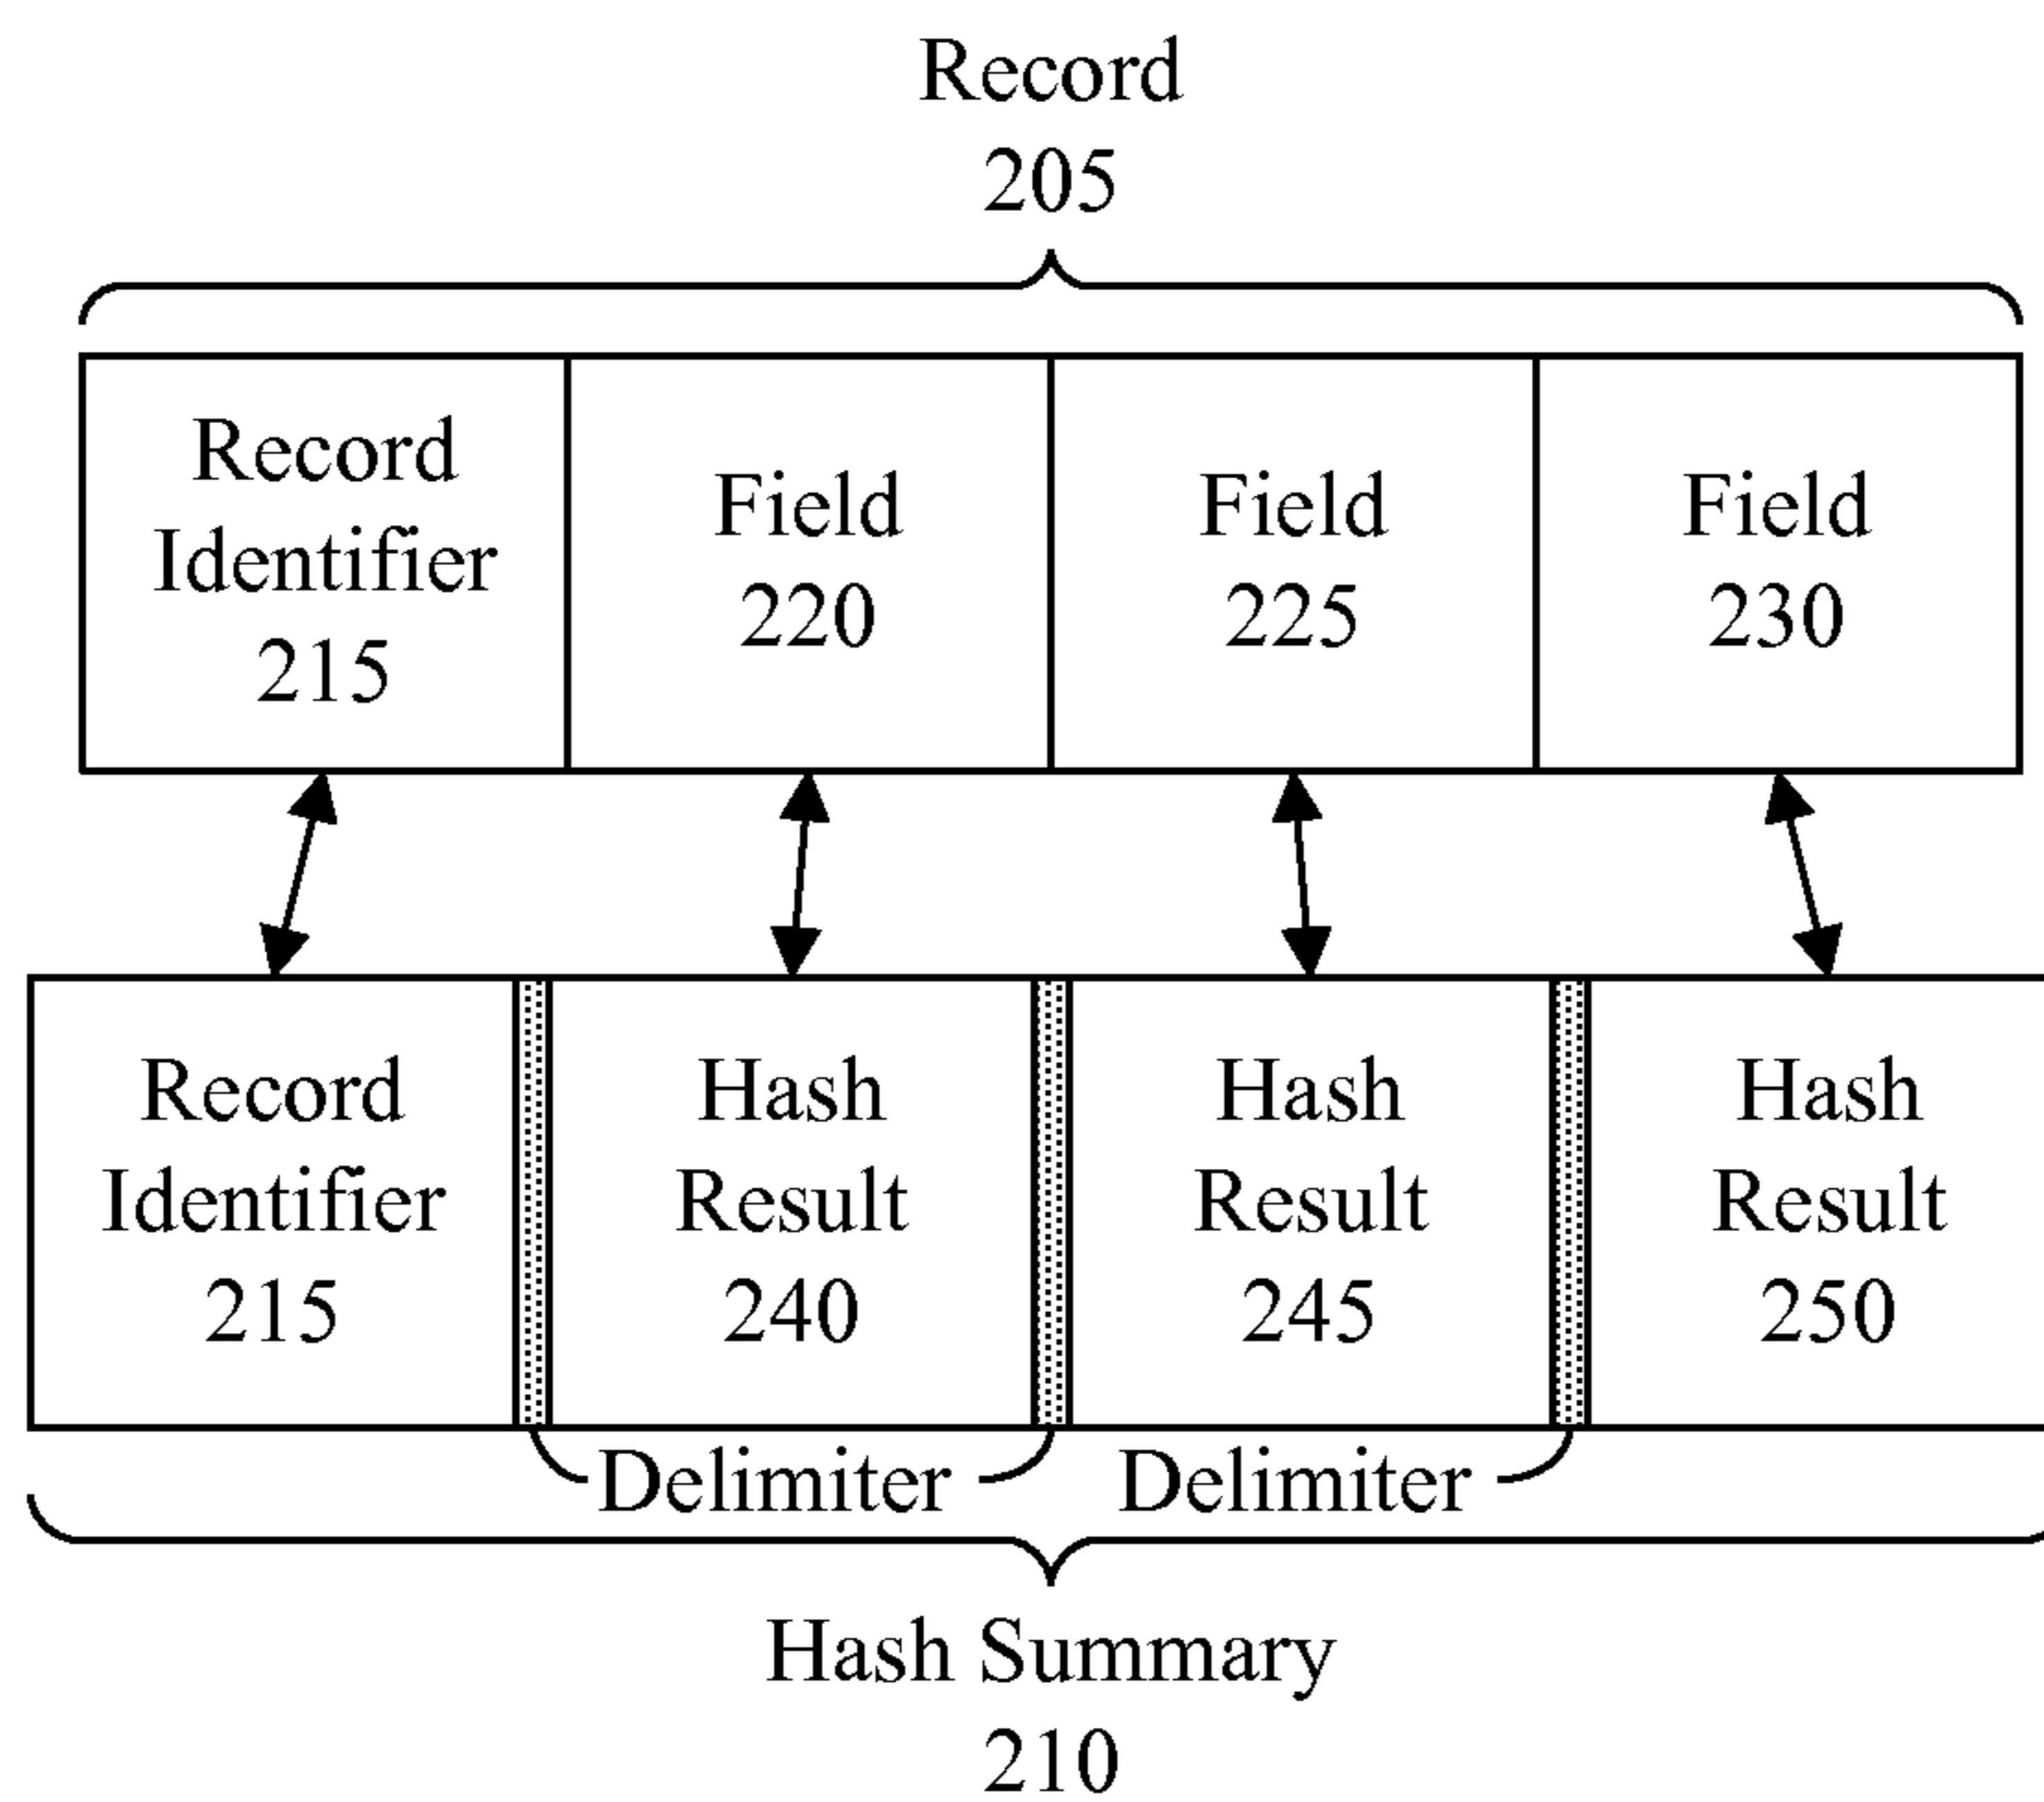 Record
205
Record
Identifier
215
Field
220
Field
225
Field
230
Record
Identifier
215
Hash
Result
240
Hash
Result
245
Hash
Result
250
Delimiter
Delimiter
Hash Summary
210